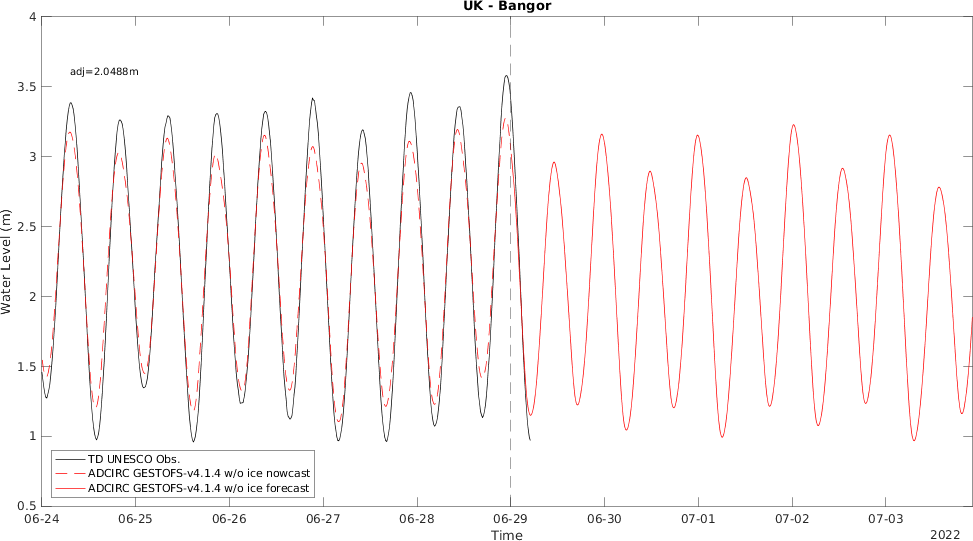 UK - Bangor
4
adj=2.0488m
3.5
3
2.5
Water Level (m)
2
1.5
1
0.5
TD UNESCO Obs.
ADCIRC GESTOFS-v4.1.4 w/o ice nowcast
ADCIRC GESTOFS-v4.1.4 w/o ice forecast
06-24 06-25 06-26 06-27 06-28 06-29 06-30 07-01 07-02 07-03
Time
2022